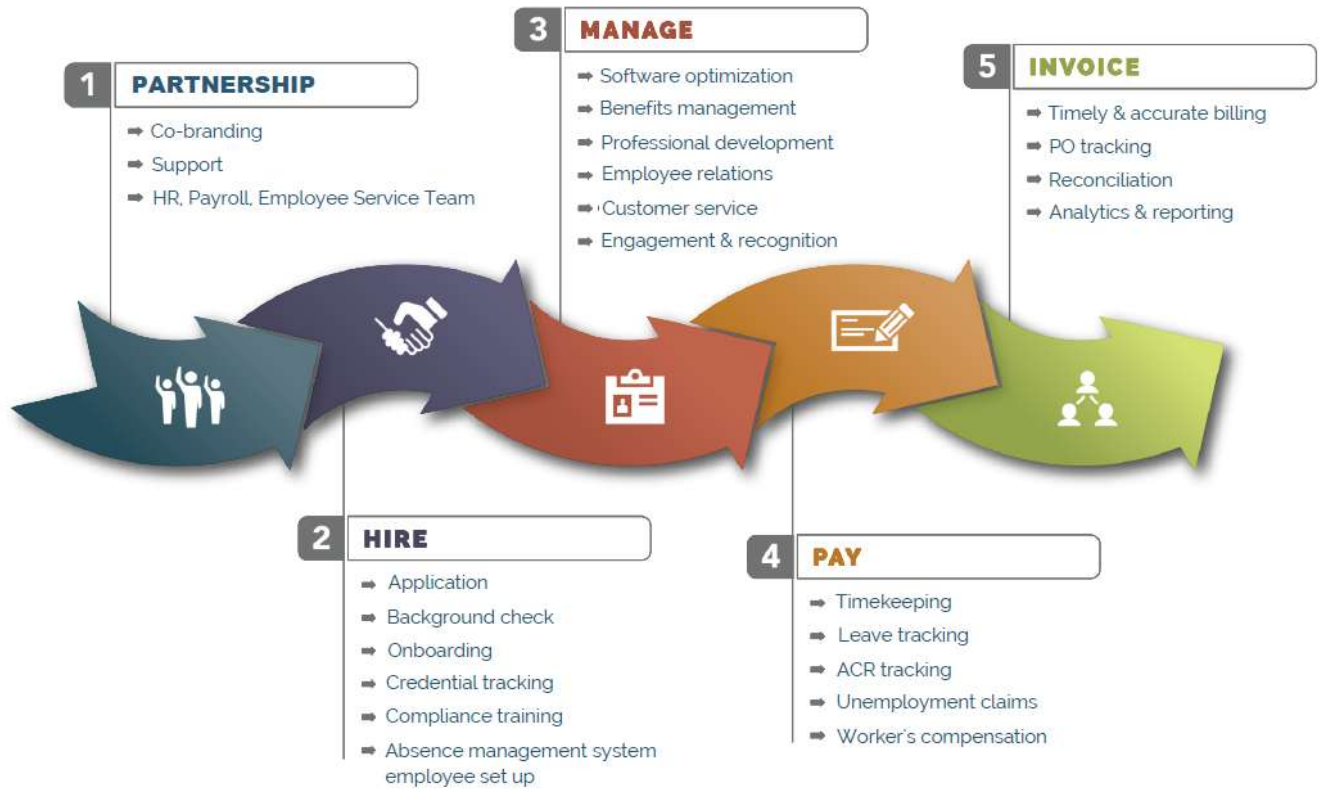 1
PARTNERSHIP
Co-branding
Support
HR, Payroll, Employee Service Team
2
HIRE
Application
Background check
Onboarding
Credential tracking
Compliance training
Absence management system
employee set up
3
MANAGE
Software optimization
Benefits management
Professional development
Employee relations
Customer service
Engagement & recognition
4
PAY
Timekeeping
Leave tracking
ACR tracking
Unemployment claims
Worker's compensation
5
INVOICE
Timely & accurate billing
PO tracking
Reconciliation
Analytics & reporting